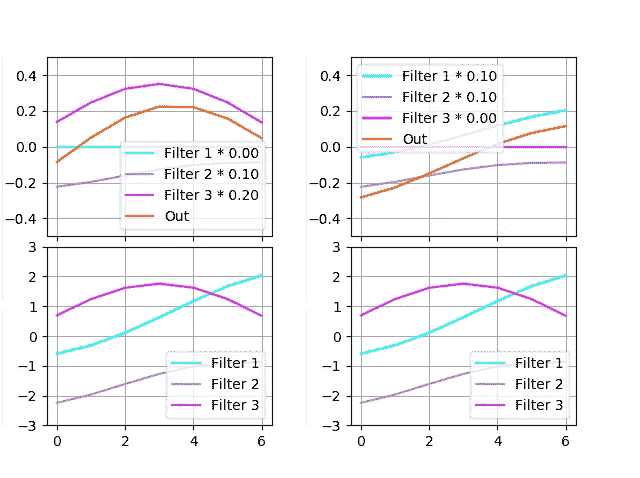 0.4
0.2
0.0
−0.2
−0.4
Filter 1 * 0.00
Filter 2 * 0.10
Filter 3 * 0.20
Out
0.4
0.2
0.0
−0.2
−0.4
Filter 1 * 0.10
Filter 2 * 0.10
Filter 3 * 0.00
Out
3
2
1
0
−1
−2
−3
0 2 4 6
Filter 1
Filter 2
Filter 3
3
2
1
0
−1
−2
−3
0 2 4 6
Filter 1
Filter 2
Filter 3